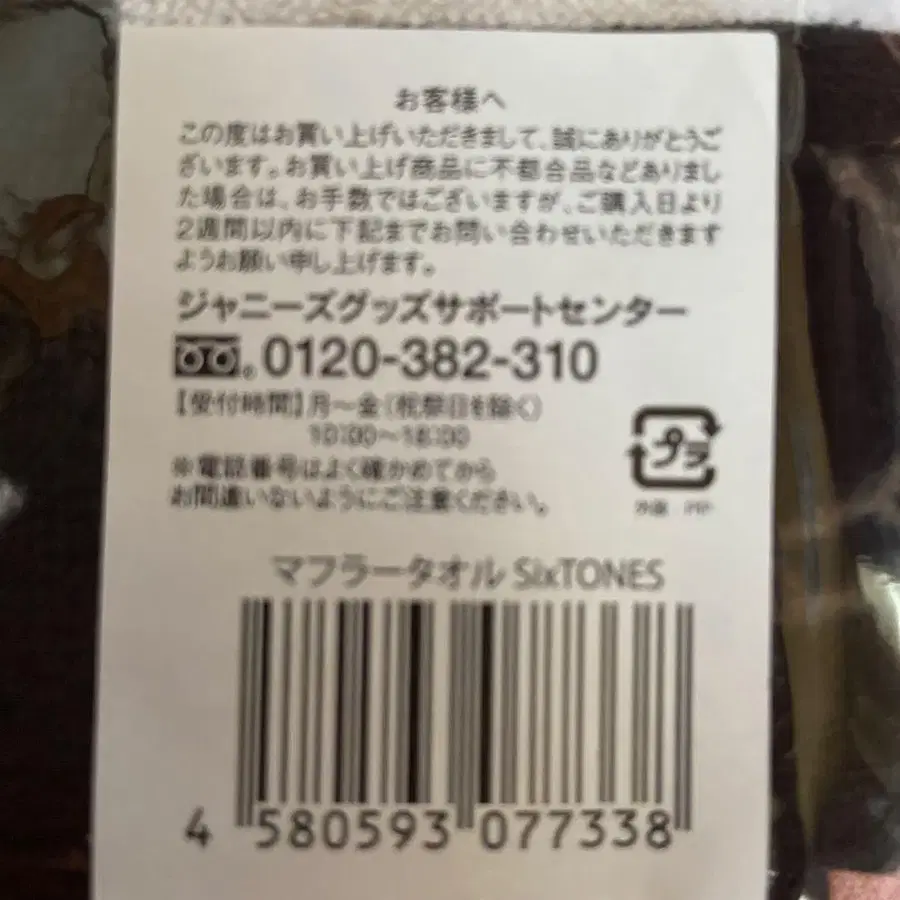 お客様へ
この度はお買い上げいただきまして、誠にありがとうご
ざいます。お買い上げ商品に不都合品などありまし
た場合は、お手数ではございますが、ご購入日より
2週間以内に下記までお問い合わせいただきます
ようお願い申し上げます。
ジャニーズグッズサポートセンター
0120-382-310
【受付時間】月〜金(祝祭日を除く)
10:00〜18:00
※電話番号はよく確かめてから
お間違いないようにご注意ください。
プラ
外装 PP
マフラータオル SixTONES
4 580593 077338